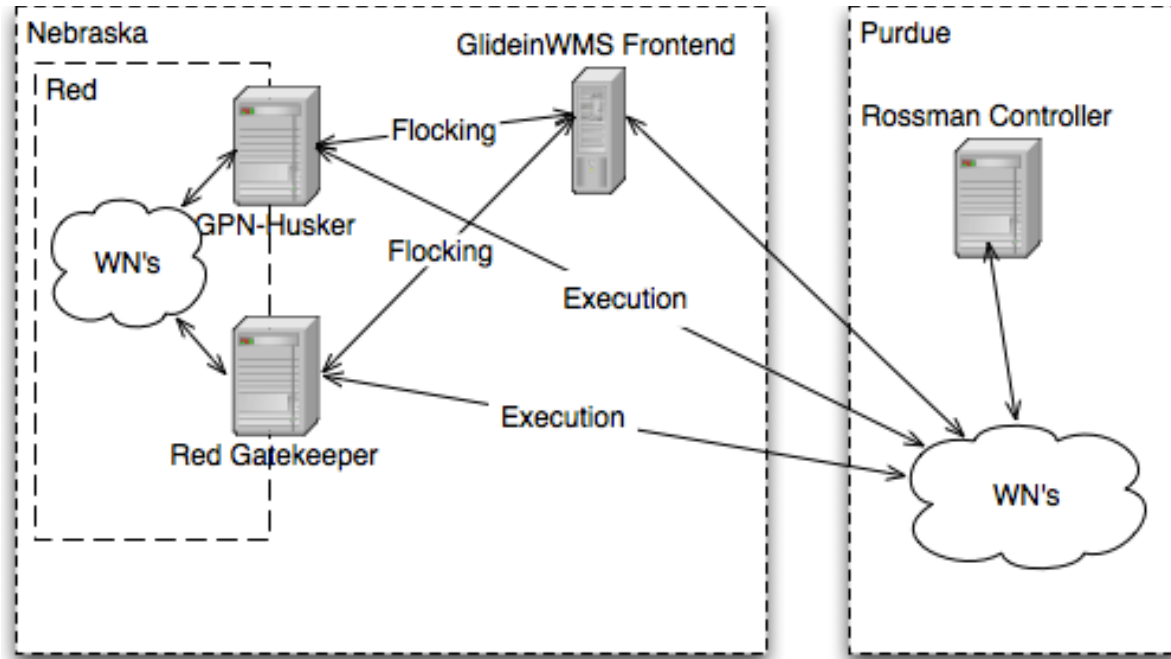 Nebraska
GlideinWMS Frontend
Purdue
Red
Rossman Controller
Flocking
GPN-Husker
WN's
Flocking
Execution
Execution
Red Gatekeeper
WN's